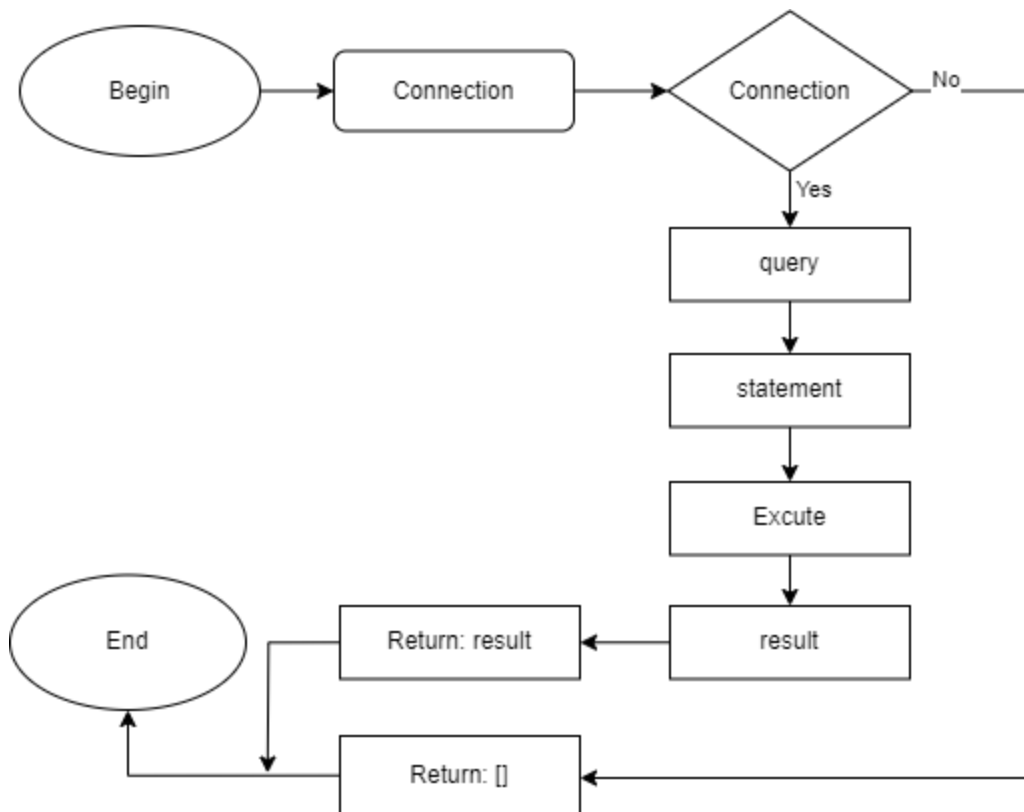 Begin
Connection
Connection
No
Yes
query
statement
Excute
End
Return: result
result
Return: []